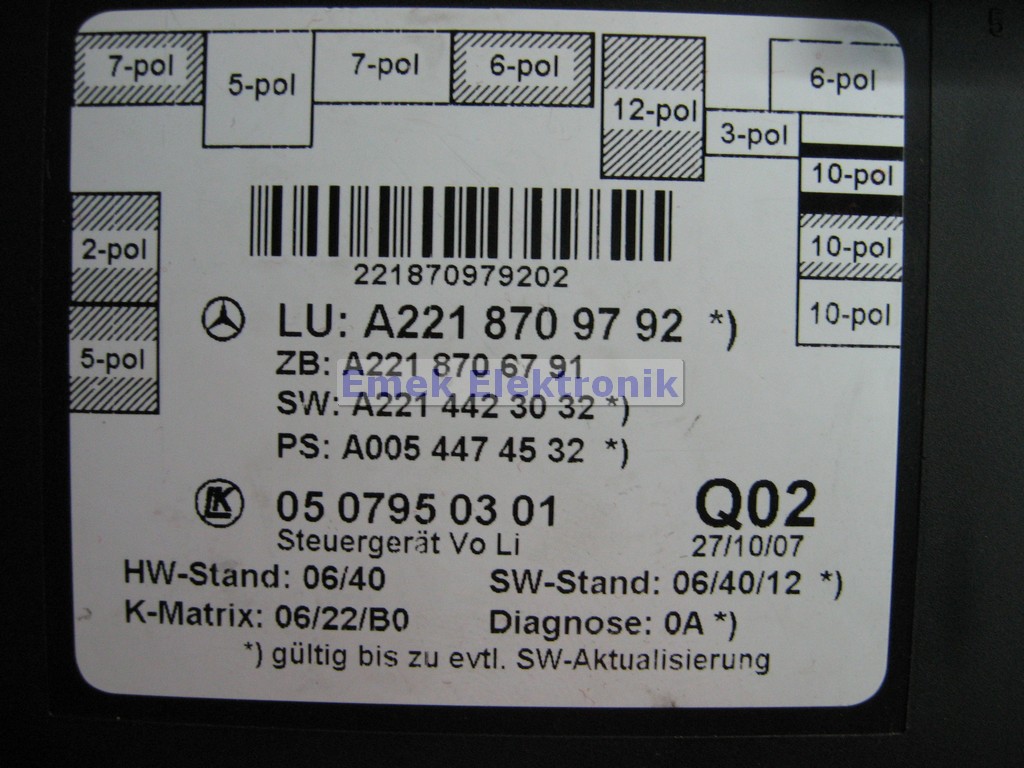 7-pol
5-pol
7-pol
6-pol
12-pol
3-pol
6-pol
10-pol
10-pol
10-pol
2-pol
5-pol
221870979202
LU: A221 870 97 92 *)
ZB: A221 870 67 91
Emek Elektronik
SW: A221 442 30 32 *)
PS: A005 447 45 32 *)
LK 05 0795 03 01 Q02
Steuergerät Vo Li 27/10/07
HW-Stand: 06/40 SW-Stand: 06/40/12 *)
K-Matrix: 06/22/B0 Diagnose: 0A *)
*) gültig bis zu evtl. SW-Aktualisierung